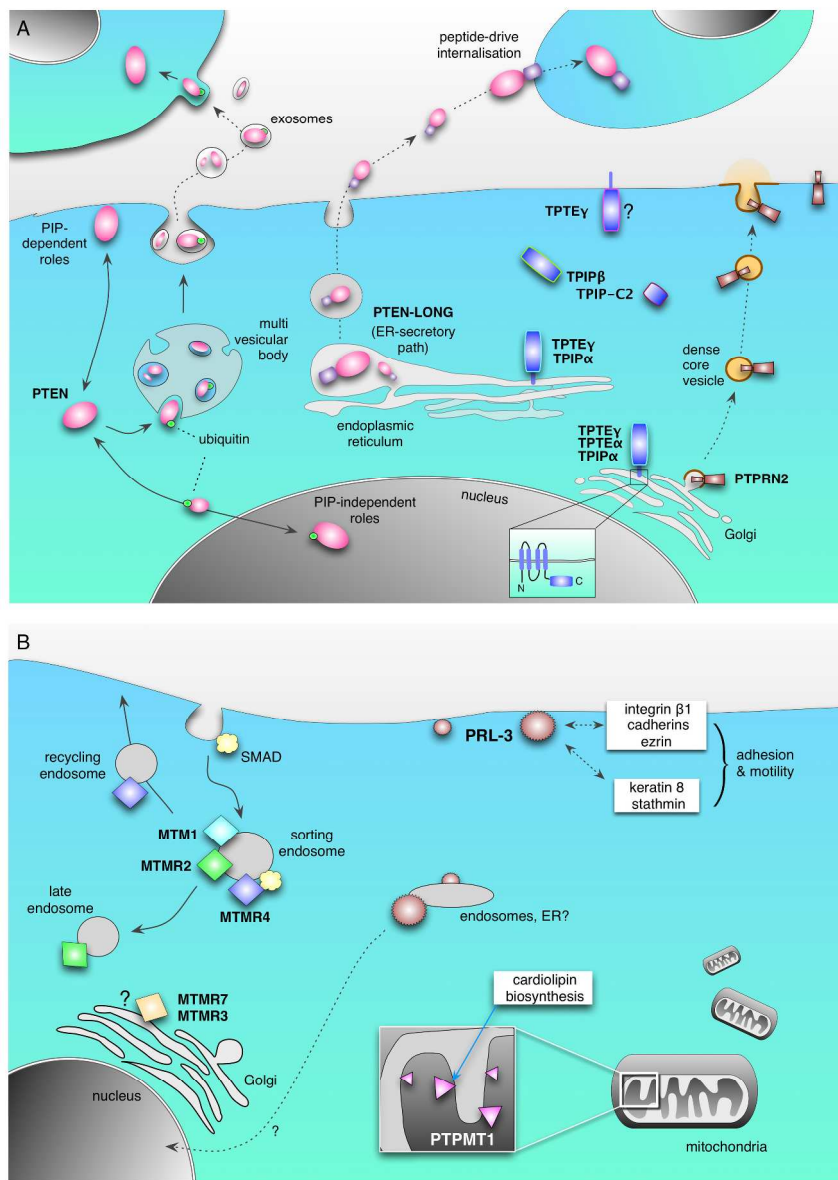 A
peptide-drive
internalisation
exosomes
PIP-
dependent
roles
TPTEγ
?
TPIPβ
TPIP-C2
multi
vesicular
body
PTEN-LONG
(ER-secretory
path)
TPTEγ
TPIPα
dense
core
vesicle
PTEN
ubiquitin
endoplasmic
reticulum
TPTEγ
TPTEα
TPIPα
PTPRN2
PIP-independent
roles
nucleus
Golgi
N
C
B
integrin β1
cadherins
ezrin
PRL-3
adhesion
& motility
keratin 8
stathmin
recycling
endosome
SMAD
MTM1
MTMR2
sorting
endosome
MTMR4
late
endosome
endosomes, ER?
?
MTMR7
MTMR3
cardiolipin
biosynthesis
Golgi
nucleus
?
PTPMT1
mitochondria